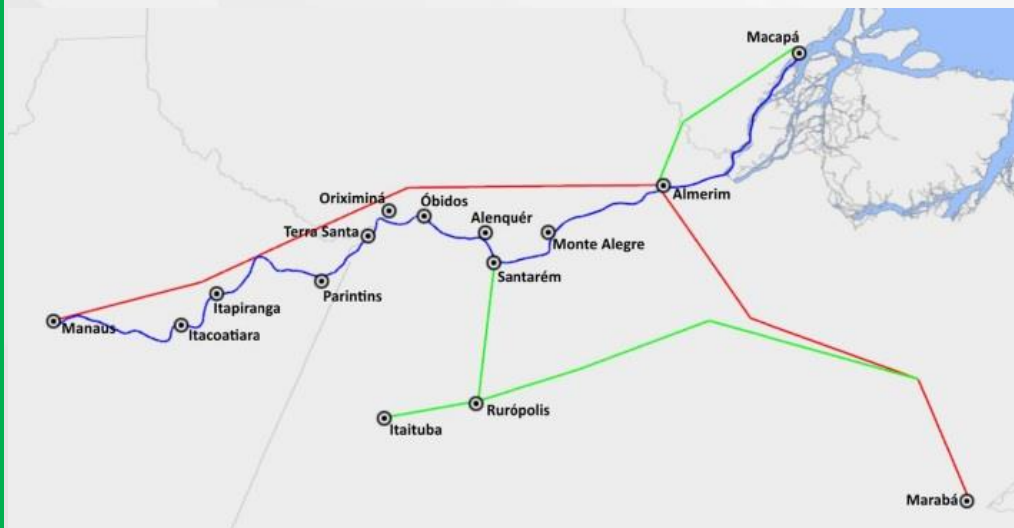 Macapá
Oriximiná
Óbidos
Almerim
Terra Santa
Alenquér
Monte Alegre
Santarém
Parintins
Itapiranga
Manaus
Itacoatiara
Rurópolis
Itaituba
Marabá